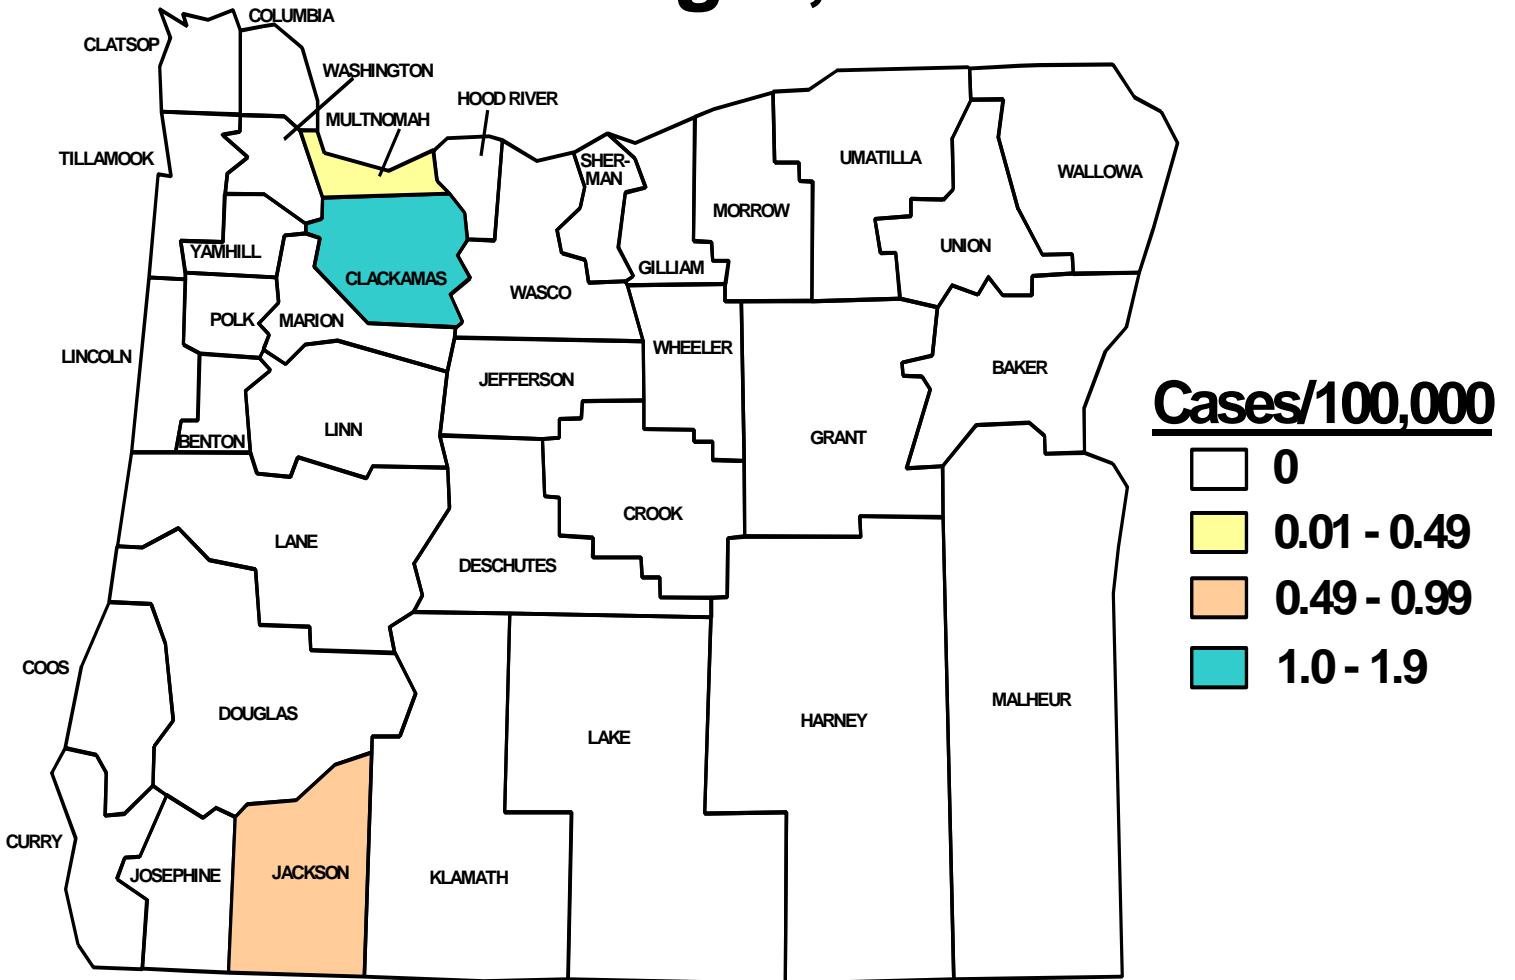 COLUMBIA
CLATSOP
WASHINGTON
HOOD RIVER
MULTNOMAH
TILLAMOOK
SHER-
MAN
UMATILLA
WALLOWA
MORROW
YAMHILL
UNION
CLACKAMAS
GILLIAM
WASCO
POLK
MARION
LINCOLN
WHEELER
JEFFERSON
BAKER
Cases/100,000
BENTON
LINN
GRANT
0
CROOK
0.01 - 0.49
LANE
DESCHUTES
0.49 - 0.99
COOS
1.0 - 1.9
DOUGLAS
LAKE
HARNEY
MALHEUR
CURRY
JOSEPHINE
JACKSON
KLAMATH